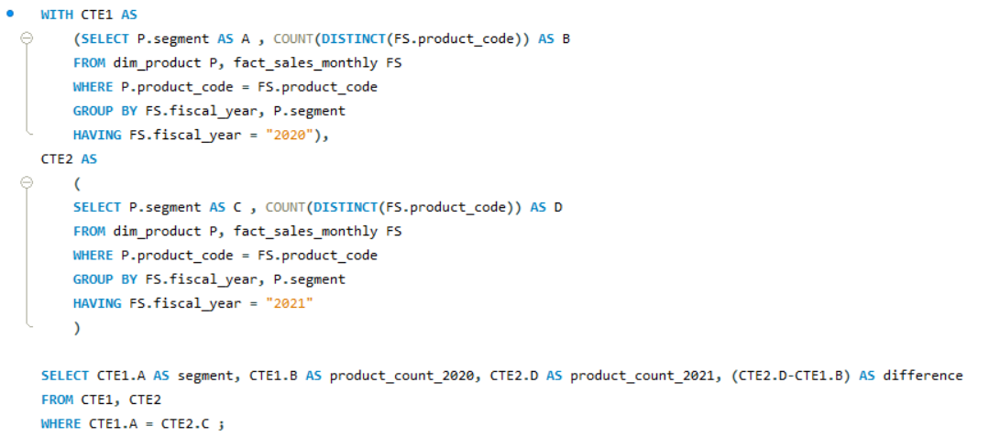 WITH CTE1 AS
(SELECT P.segment AS A , COUNT(DISTINCT(FS.product_code)) AS B
FROM dim_product P, fact_sales_monthly FS
WHERE P.product_code = FS.product_code
GROUP BY FS.fiscal_year, P.segment
HAVING FS.fiscal_year = "2020"),
CTE2 AS
(
SELECT P.segment AS C , COUNT(DISTINCT(FS.product_code)) AS D
FROM dim_product P, fact_sales_monthly FS
WHERE P.product_code = FS.product_code
GROUP BY FS.fiscal_year, P.segment
HAVING FS.fiscal_year = "2021"
)
SELECT CTE1.A AS segment, CTE1.B AS product_count_2020, CTE2.D AS product_count_2021, (CTE2.D-CTE1.B) AS difference
FROM CTE1, CTE2
WHERE CTE1.A = CTE2.C ;